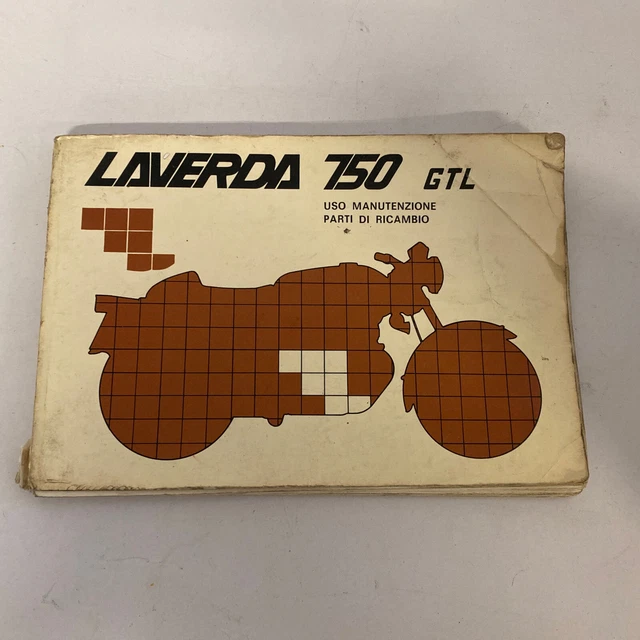 LAVERDA 750 GTL
USO MANUTENZIONE
PARTI DI RICAMBIO